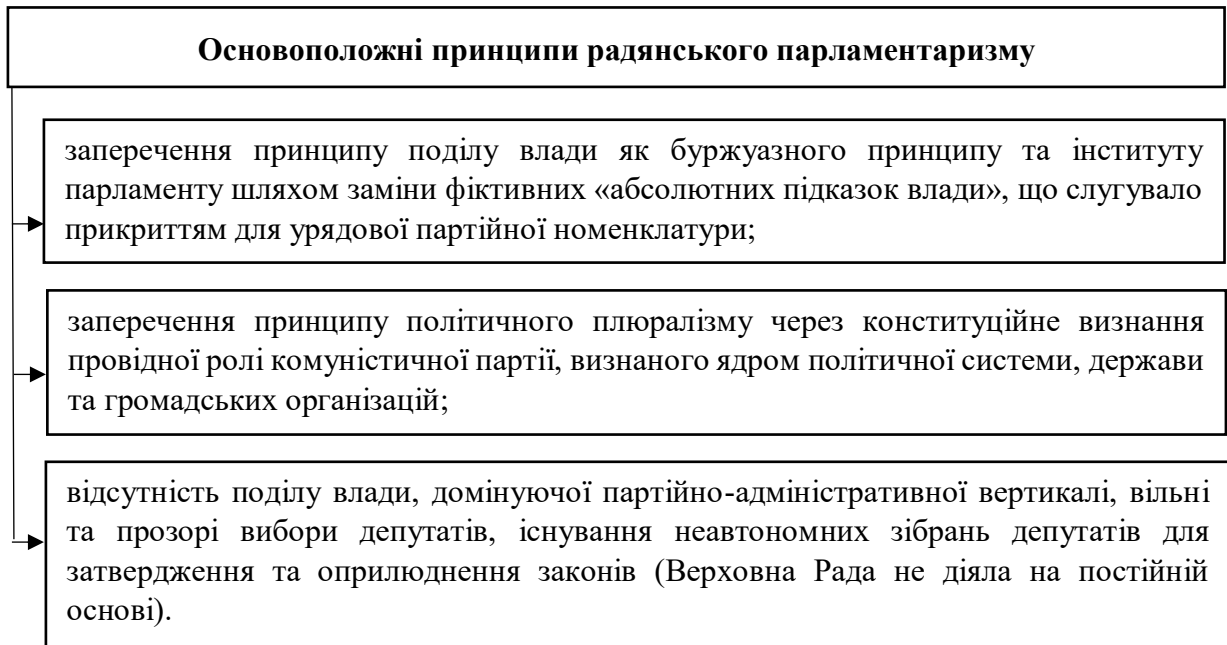 Основоположні принципи радянського парламентаризму
заперечення принципу поділу влади як буржуазного принципу та інституту
парламенту шляхом заміни фіктивних «абсолютних підказок влади», що слугувало
прикриттям для урядової партійної номенклатури;
заперечення принципу політичного плюралізму через конституційне визнання
провідної ролі комуністичної партії, визнаного ядром політичної системи, держави
та громадських організацій;
відсутність поділу влади, домінуючої партійно-адміністративної вертикалі, вільні
та прозорі вибори депутатів, існування неавтономних зібрань депутатів для
затвердження та оприлюднення законів (Верховна Рада не діяла на постійній
основі).